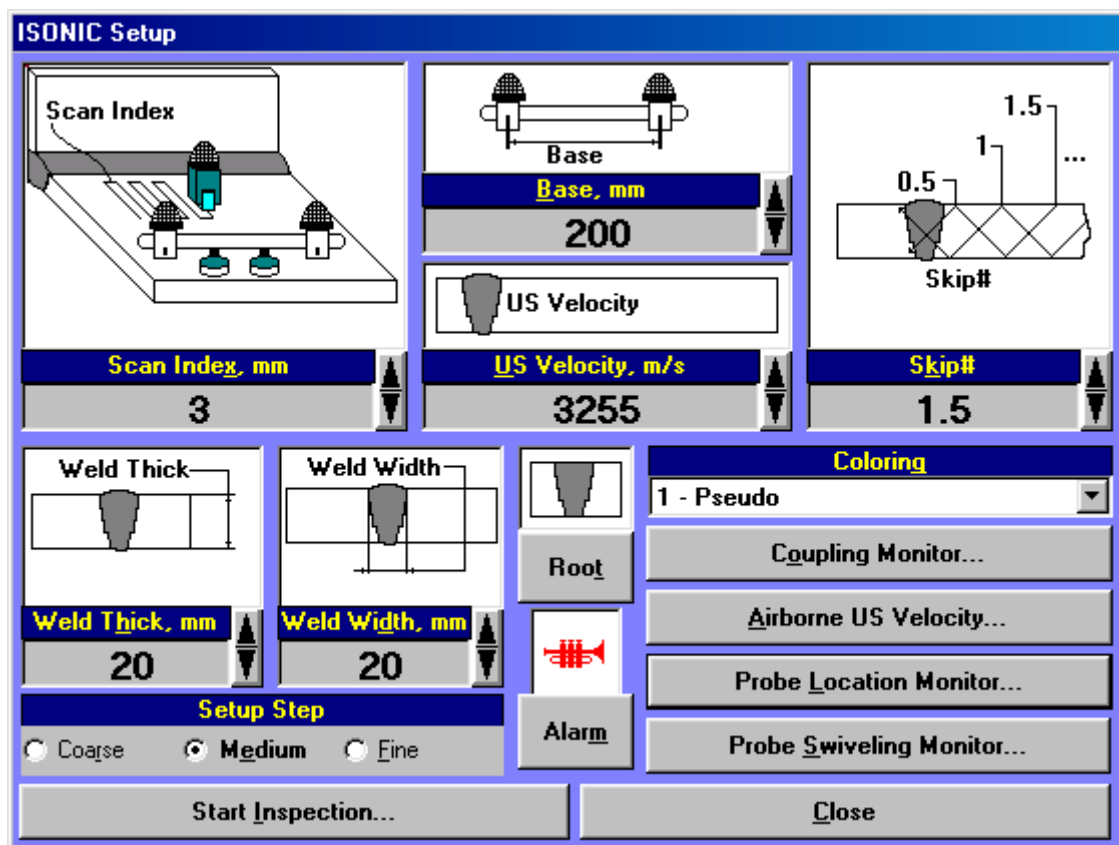 ISONIC Setup
Scan Index
Scan Index, mm
3
Base
Base, mm
200
US Velocity
US Velocity, m/s
3255
0.5
1
1.5
...
Skip#
Skip#
1.5
Weld Thick
Weld Thick, mm
20
Weld Width
Weld Width, mm
20
Root
Alarm
Coloring
1 - Pseudo
Coupling Monitor...
Airborne US Velocity...
Probe Location Monitor...
Probe Swiveling Monitor...
Setup Step
Coarse Medium Fine
Start Inspection...
Close